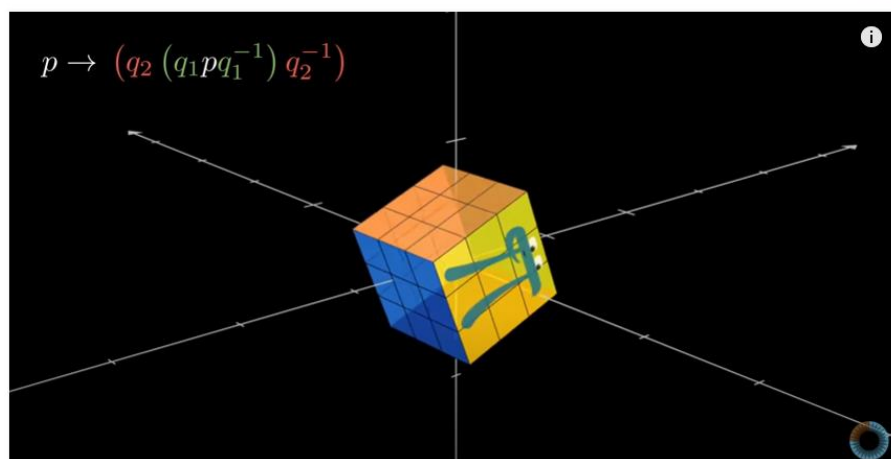 p → (q₂ (q₁pq₁⁻¹) q₂⁻¹)
i
π